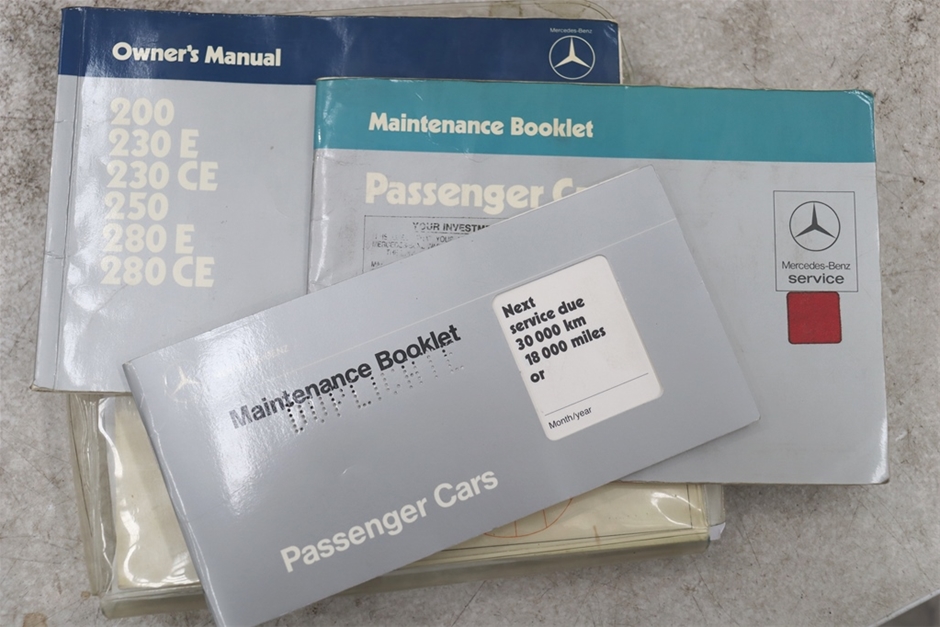 Mercedes-Benz
Owner's Manual
200
230 E
230 CE
250
280 E
280 CE
Maintenance Booklet
Passenger
YOUR
Mercedes-Benz
service
Next
service due
30 000 km
18 000 miles
or
Month/year
Maintenance Booklet
DUPLICATE
Passenger Cars